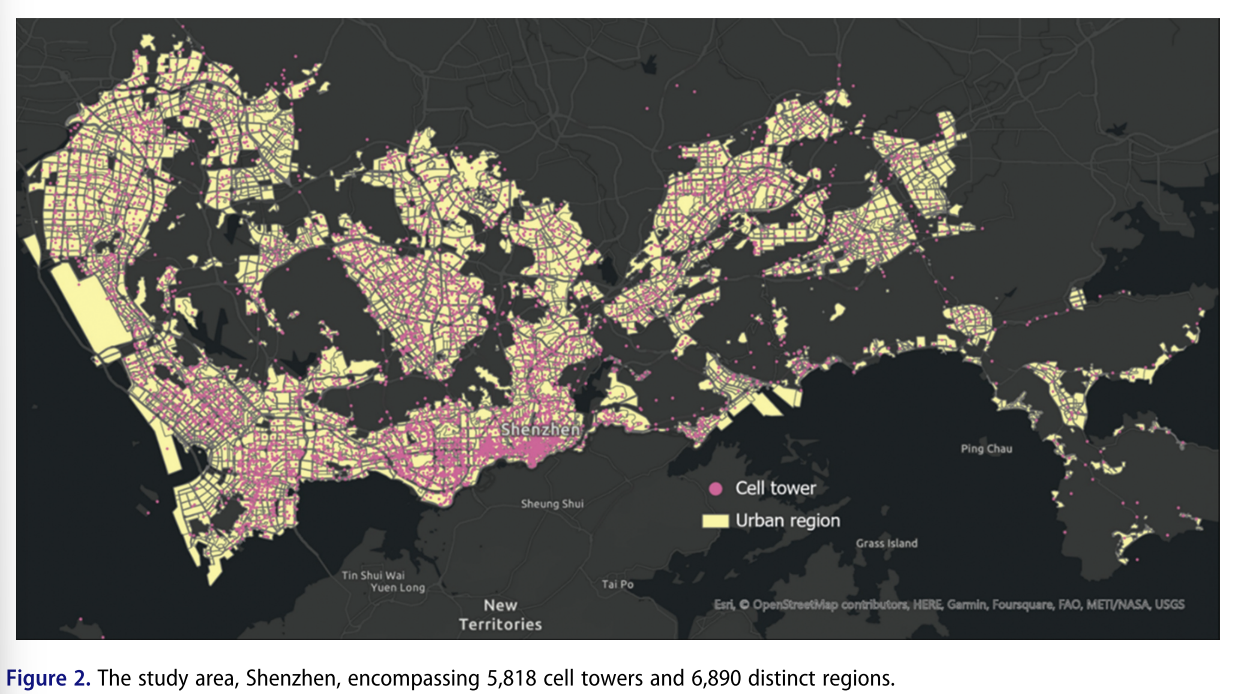 Shenzhen
Ping Chau
Cell tower
Sheung Shui
Urban region
Grass Island
Tin Shui Wai
Yuen Long
Tai Po
New
Territories
Esri, © OpenStreetMap contributors, HERE, Garmin, Foursquare, FAO, METI/NASA, USGS
Figure 2. The study area, Shenzhen, encompassing 5,818 cell towers and 6,890 distinct regions.